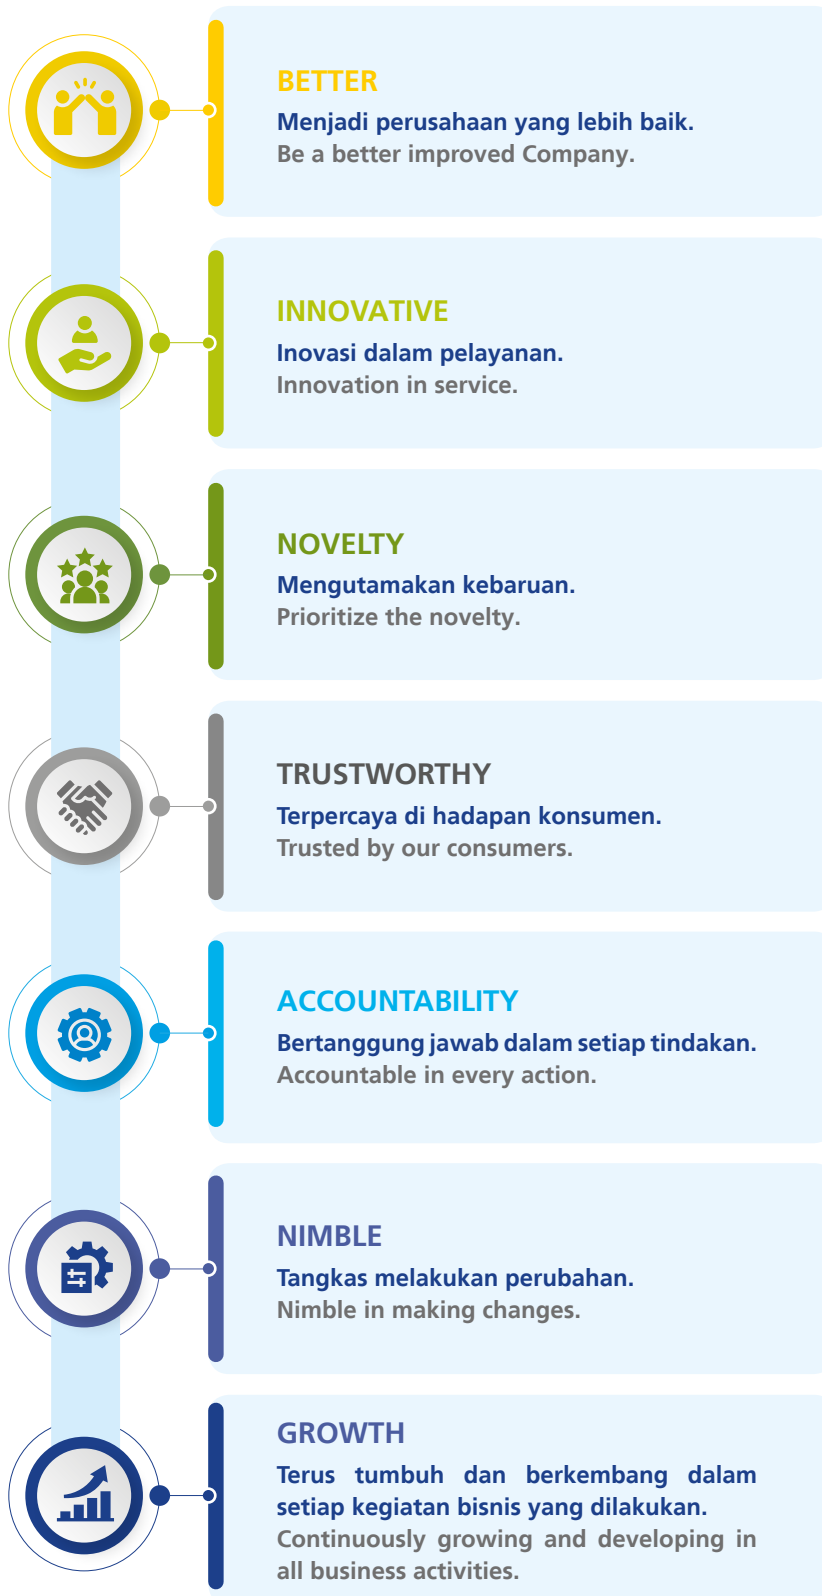 BETTER
Menjadi perusahaan yang lebih baik.
Be a better improved Company.
INNOVATIVE
Inovasi dalam pelayanan.
Innovation in service.
NOVELTY
Mengutamakan kebaruan.
Prioritize the novelty.
TRUSTWORTHY
Terpercaya di hadapan konsumen.
Trusted by our consumers.
ACCOUNTABILITY
Bertanggung jawab dalam setiap tindakan.
Accountable in every action.
NIMBLE
Tangkas melakukan perubahan.
Nimble in making changes.
GROWTH
Terus tumbuh dan berkembang dalam
setiap kegiatan bisnis yang dilakukan.
Continuously growing and developing in
all business activities.